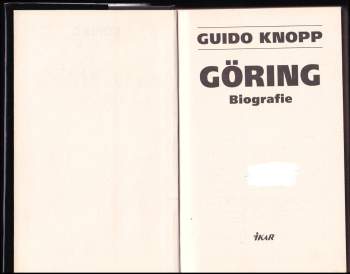 GUIDO KNOPP
GÖRING
Biografie
IKAR